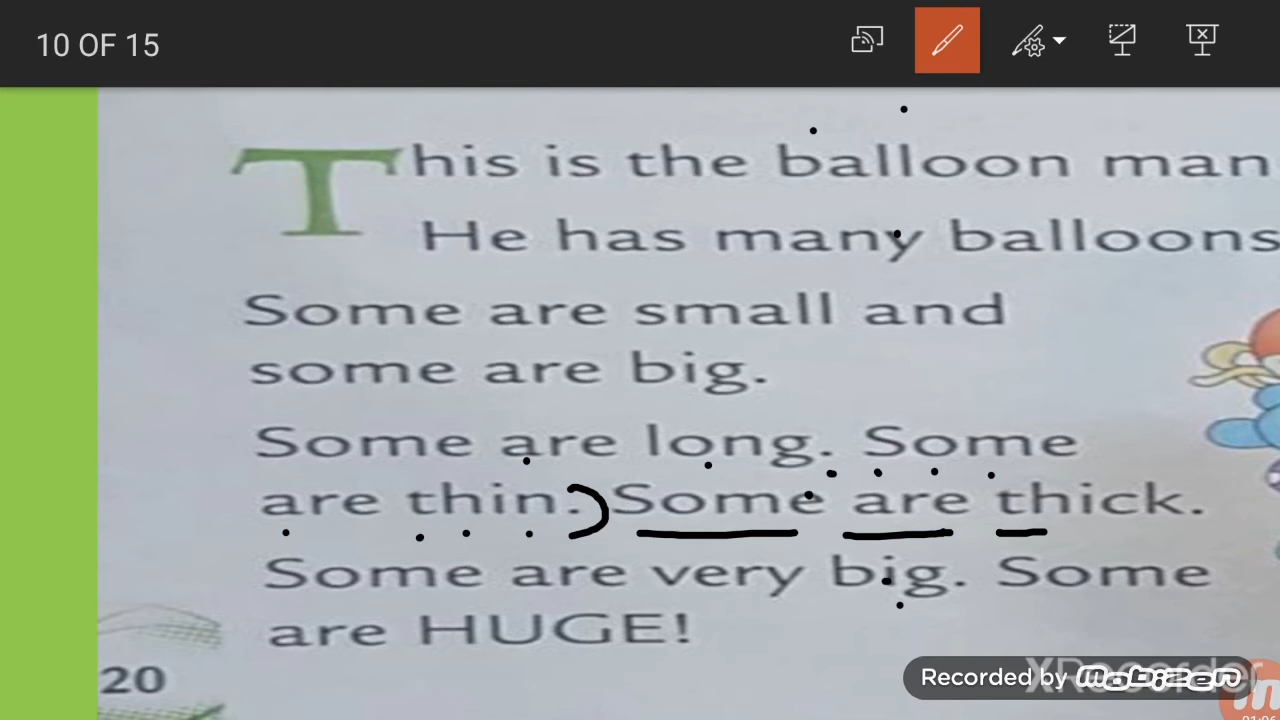 10 OF 15
This is the balloon man
He has many balloons
Some are small and
some are big.
Some are long. Some
are thin. Some are thick.
Some are very big. Some
are HUGE!
20
Recorded by
XRecorder